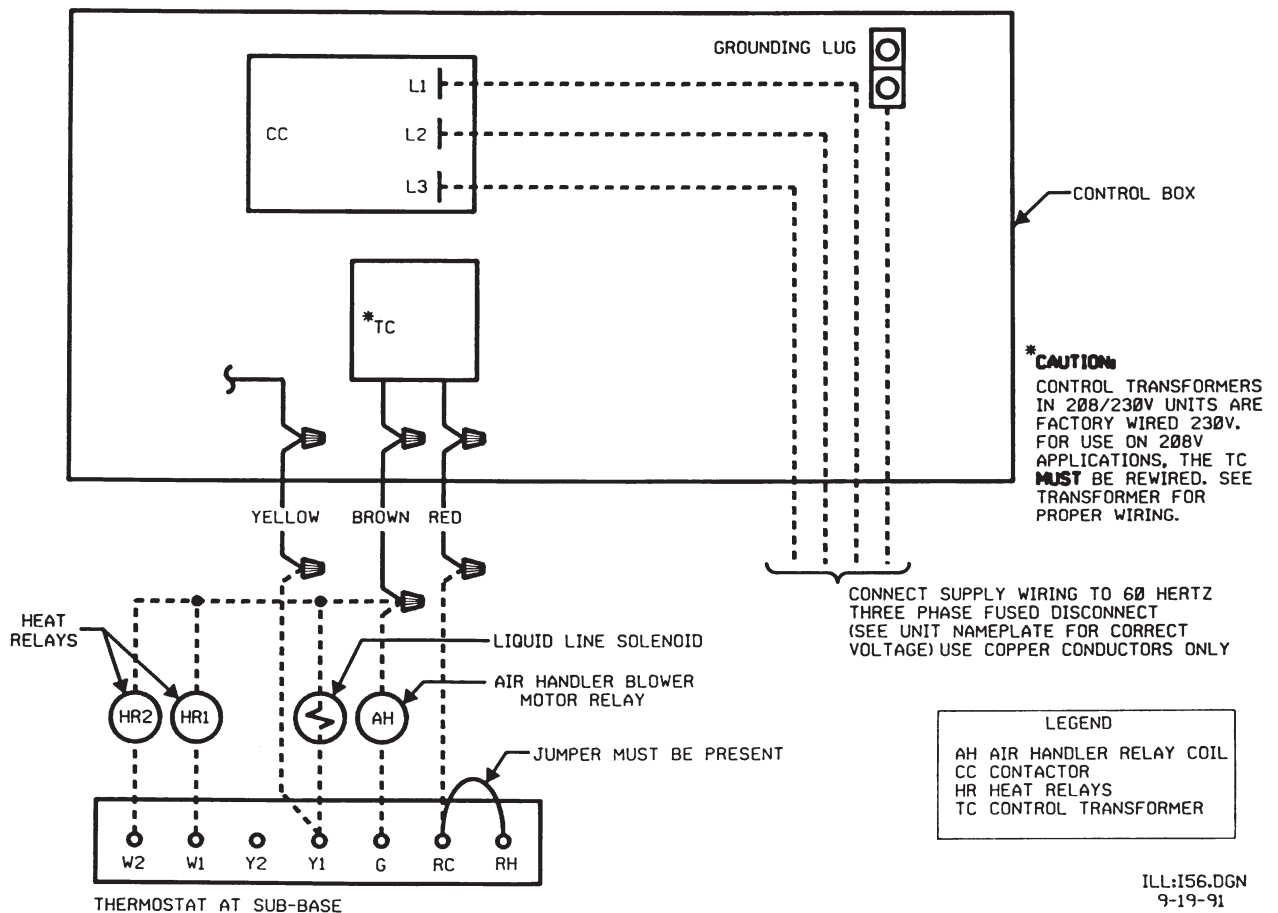 GROUNDING LUG
L1
CC
L2
L3
CONTROL BOX
*TC
*CAUTION:
CONTROL TRANSFORMERS
IN 208/230V UNITS ARE
FACTORY WIRED 230V.
FOR USE ON 208V
APPLICATIONS, THE TC
MUST BE REWIRED. SEE
TRANSFORMER FOR
PROPER WIRING.
YELLOW BROWN RED
CONNECT SUPPLY WIRING TO 60 HERTZ
THREE PHASE FUSED DISCONNECT
(SEE UNIT NAMEPLATE FOR CORRECT
VOLTAGE) USE COPPER CONDUCTORS ONLY
HEAT
RELAYS
LIQUID LINE SOLENOID
AIR HANDLER BLOWER
MOTOR RELAY
HR2 HR1 AH
JUMPER MUST BE PRESENT
W2 W1 Y2 Y1 G RC RH
THERMOSTAT AT SUB-BASE
LEGEND
AH AIR HANDLER RELAY COIL
CC CONTACTOR
HR HEAT RELAYS
TC CONTROL TRANSFORMER
ILL:I56.DGN
9-19-91